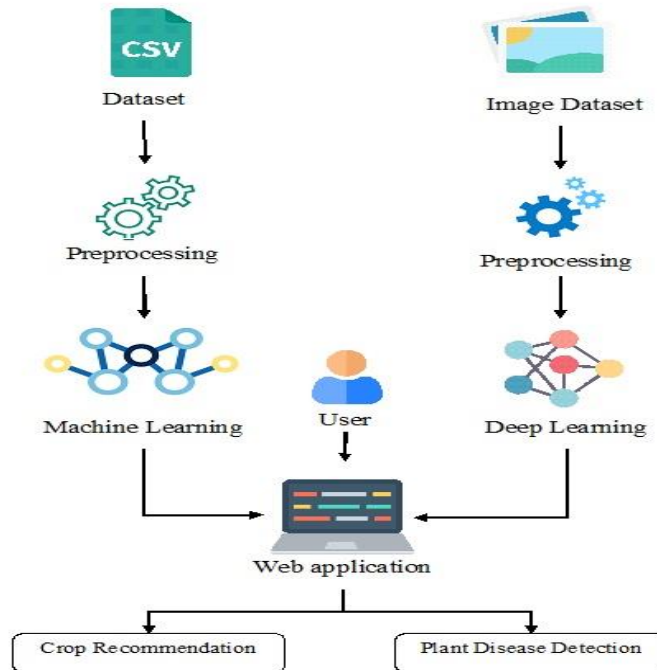 CSV
Dataset
Image Dataset
Preprocessing
Preprocessing
Machine Learning
User
Deep Learning
Web application
Crop Recommendation
Plant Disease Detection